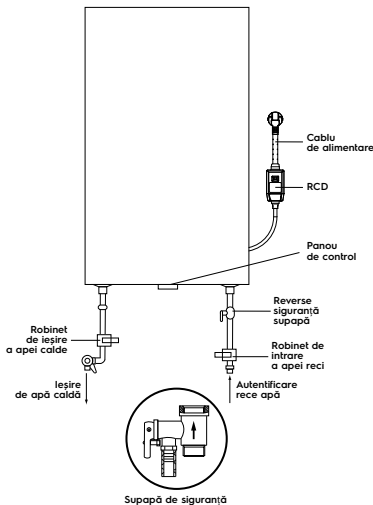 Cablu
de alimentare
RCD
Panou
de control
Reverse
siguranță
supapă
Robinet
de ieșire
a apei calde
Robinet de
intrare
a apei reci
Ieșire
de apă caldă
Autentificare
rece apă
Supapă de siguranță